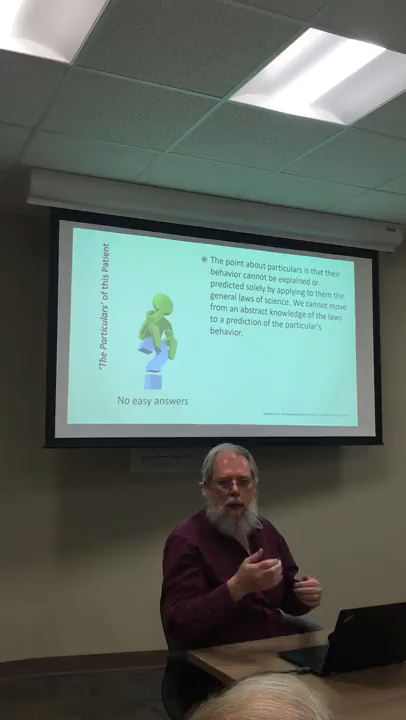 'The Particulars' of this Patient
The point about particulars is that their
behavior cannot be explained or
predicted solely by applying to them the
general laws of science. We cannot move
from an abstract knowledge of the laws
to a prediction of the particular's
behavior.
No easy answers